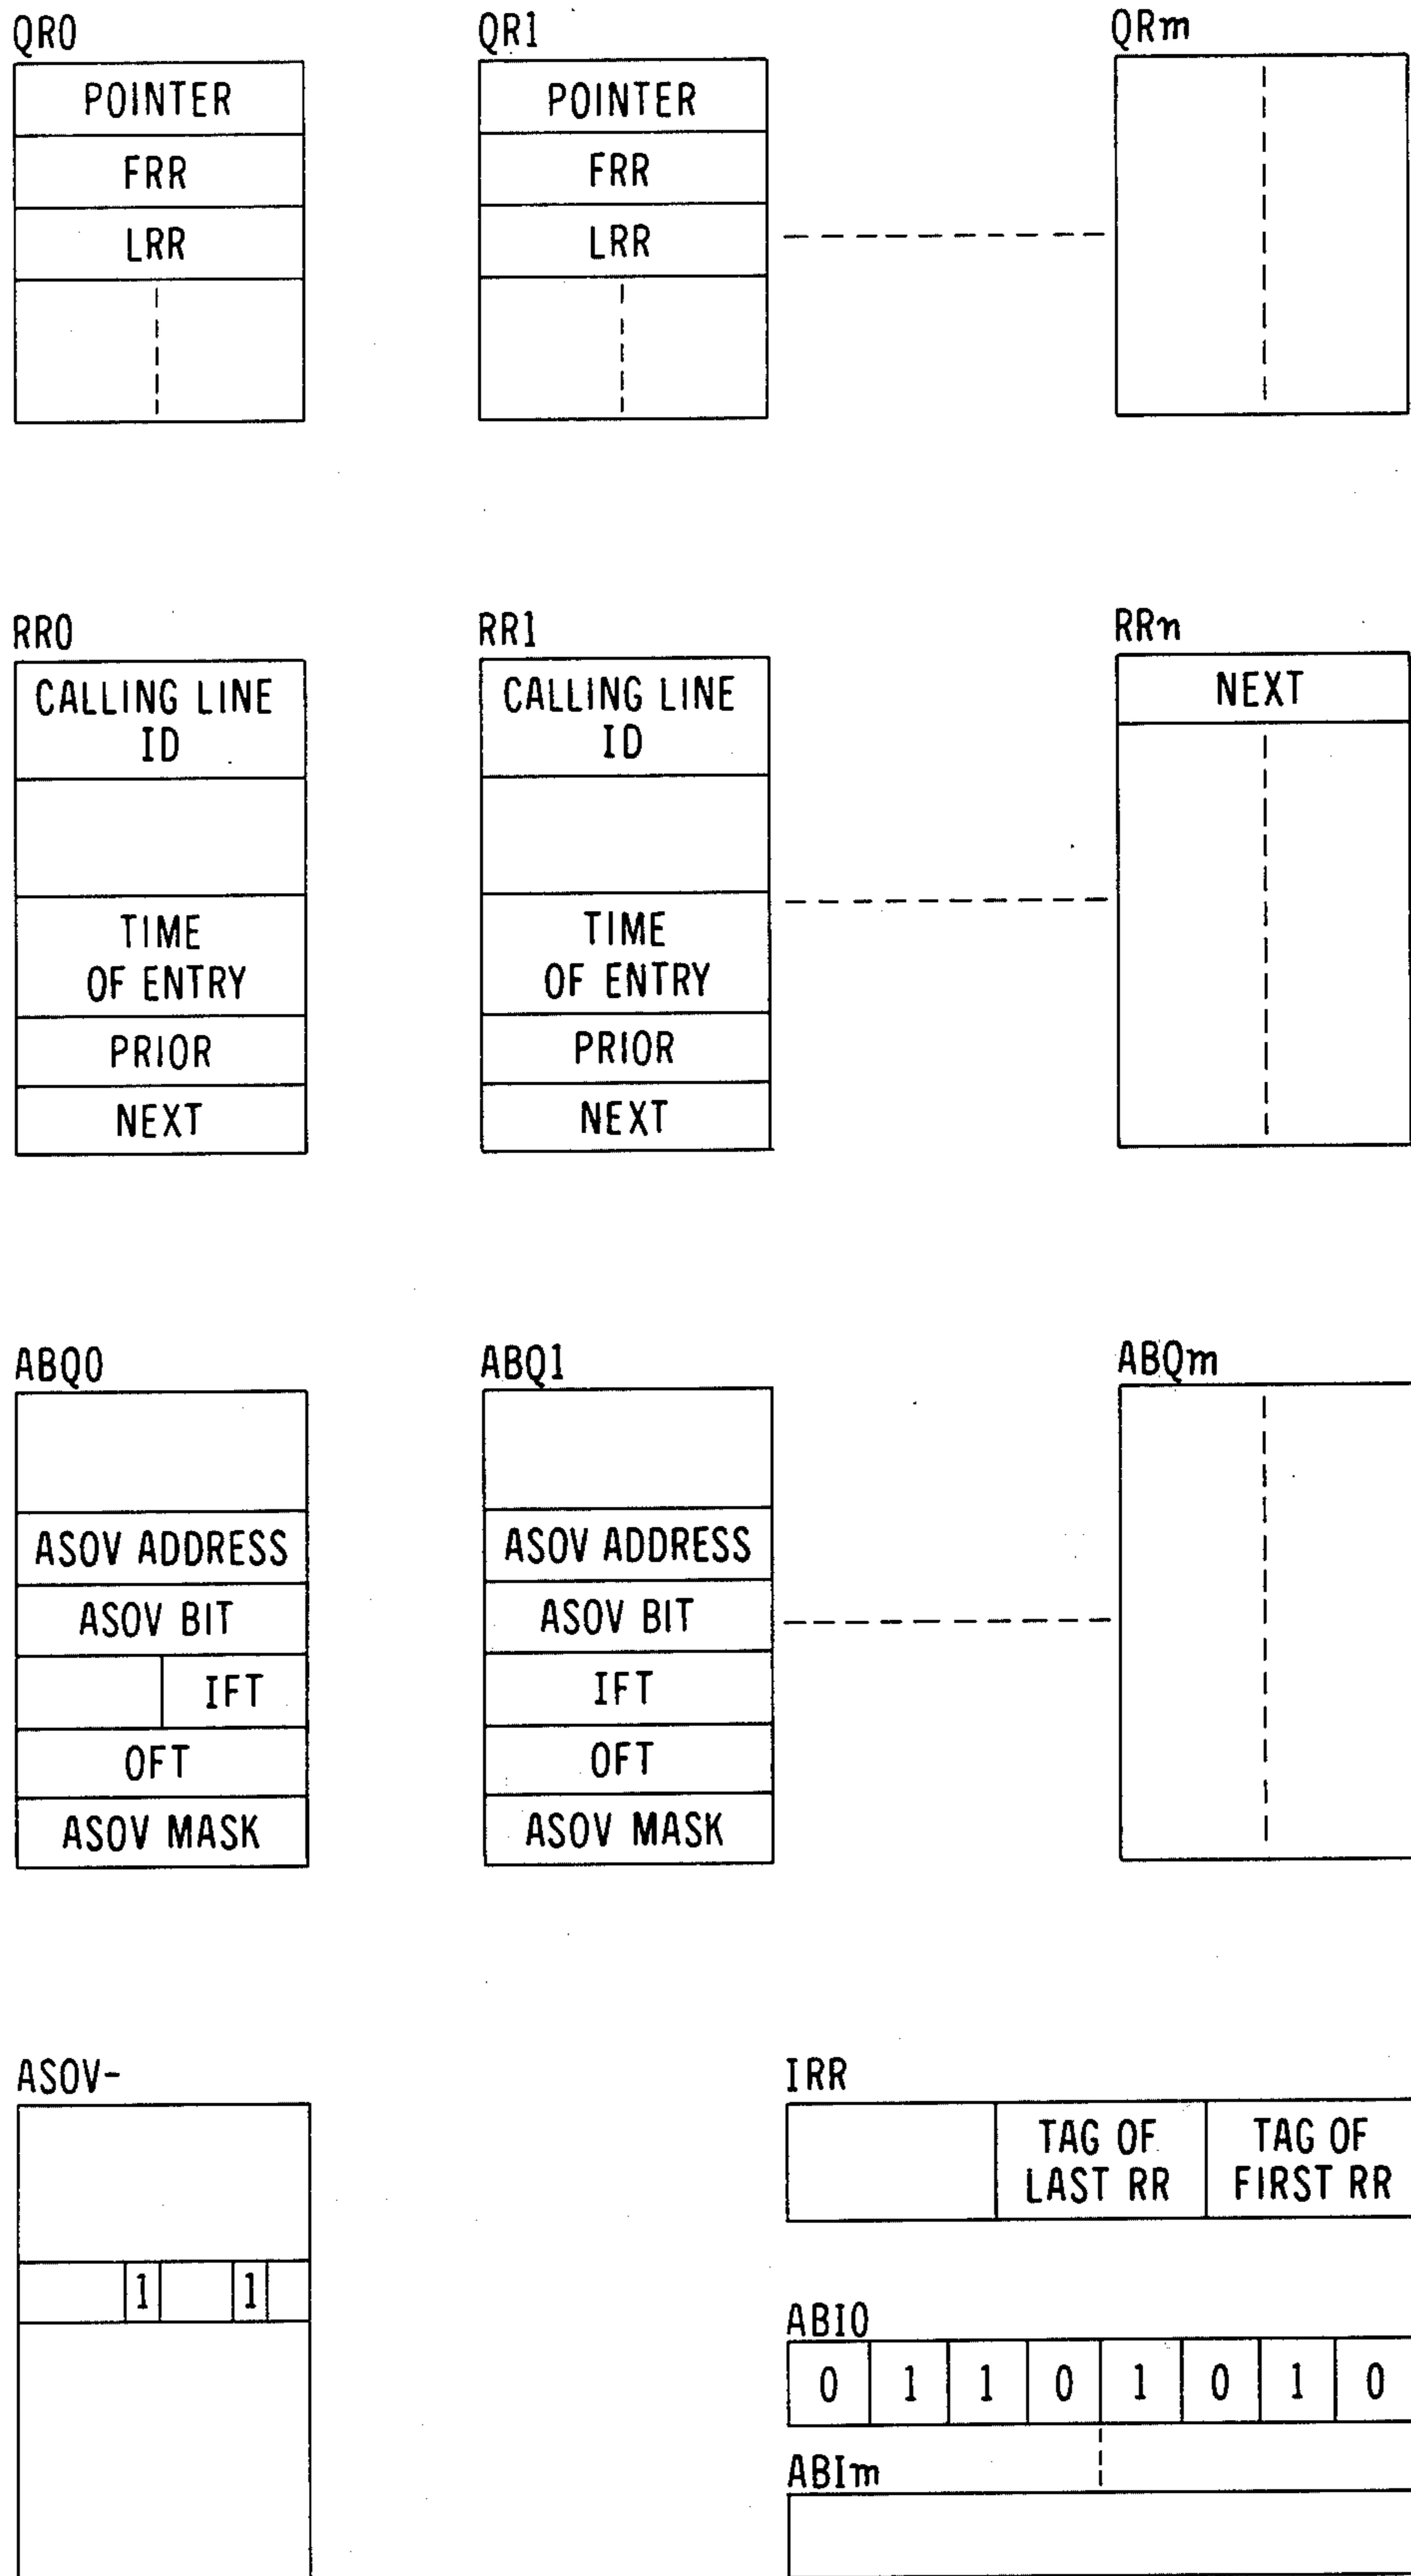 QR0
POINTER
FRR
LRR
QR1
POINTER
FRR
LRR
QRm
RR0
CALLING LINE
ID
TIME
OF ENTRY
PRIOR
NEXT
RR1
CALLING LINE
ID
TIME
OF ENTRY
PRIOR
NEXT
RRn
NEXT
ABQ0
ASOV ADDRESS
ASOV BIT
IFT
OFT
ASOV MASK
ABQ1
ASOV ADDRESS
ASOV BIT
IFT
OFT
ASOV MASK
ABQm
ASOV-
1 1
IRR
TAG OF
LAST RR
TAG OF
FIRST RR
ABI0
0 1 1 0 1 0 1 0
ABIm